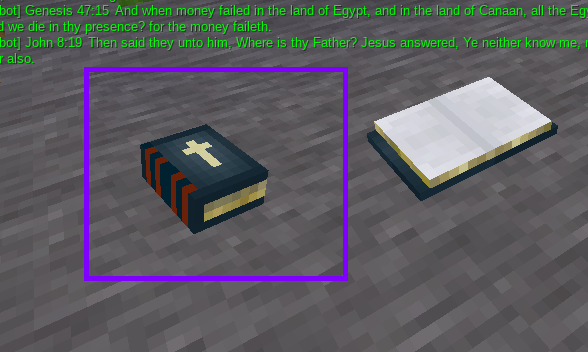 bot] Genesis 47:15 And when money failed in the land of Egypt, and in the land of Canaan, all the Eg
d we die in thy presence? for the money faileth.
bot] John 8:19 Then said they unto him, Where is thy Father? Jesus answered, Ye neither know me,
r also.